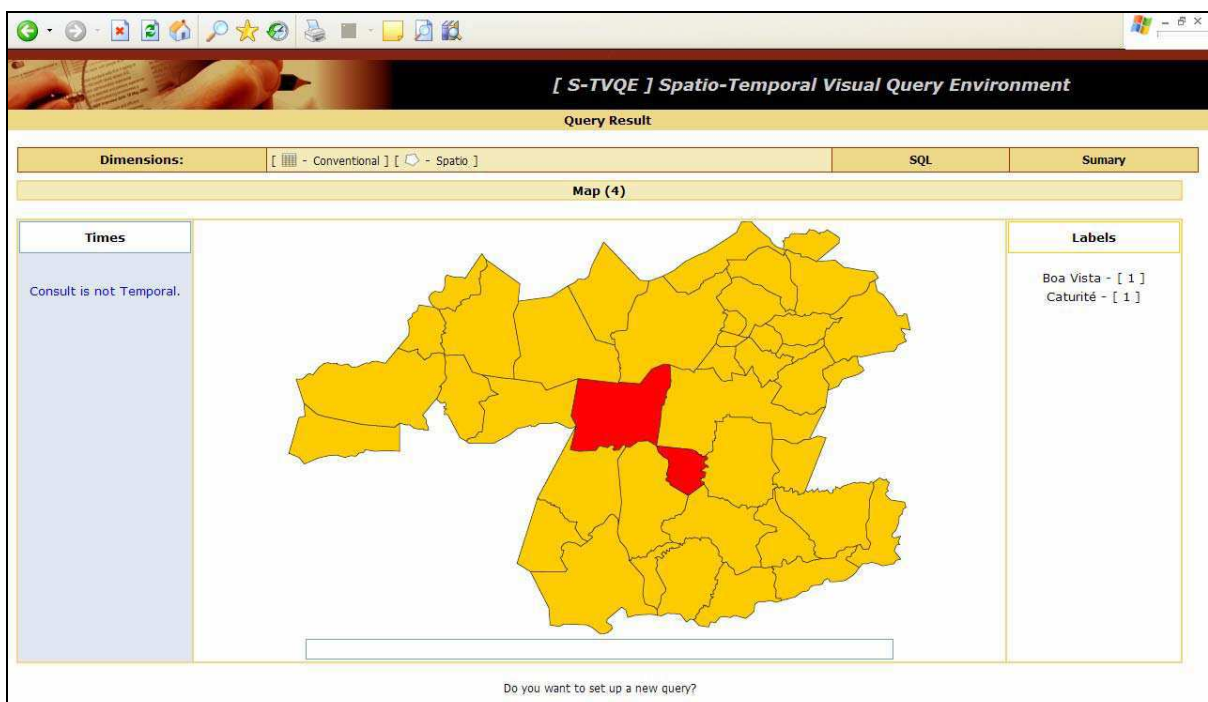 [ S-TVQE ] Spatio-Temporal Visual Query Environment
Query Result
Dimensions: [ - Conventional ] [ - Spatio ] SQL Sumary
Map (4)
Times
Consult is not Temporal.
Labels
Boa Vista - [ 1 ]
Caturité - [ 1 ]
Do you want to set up a new query?